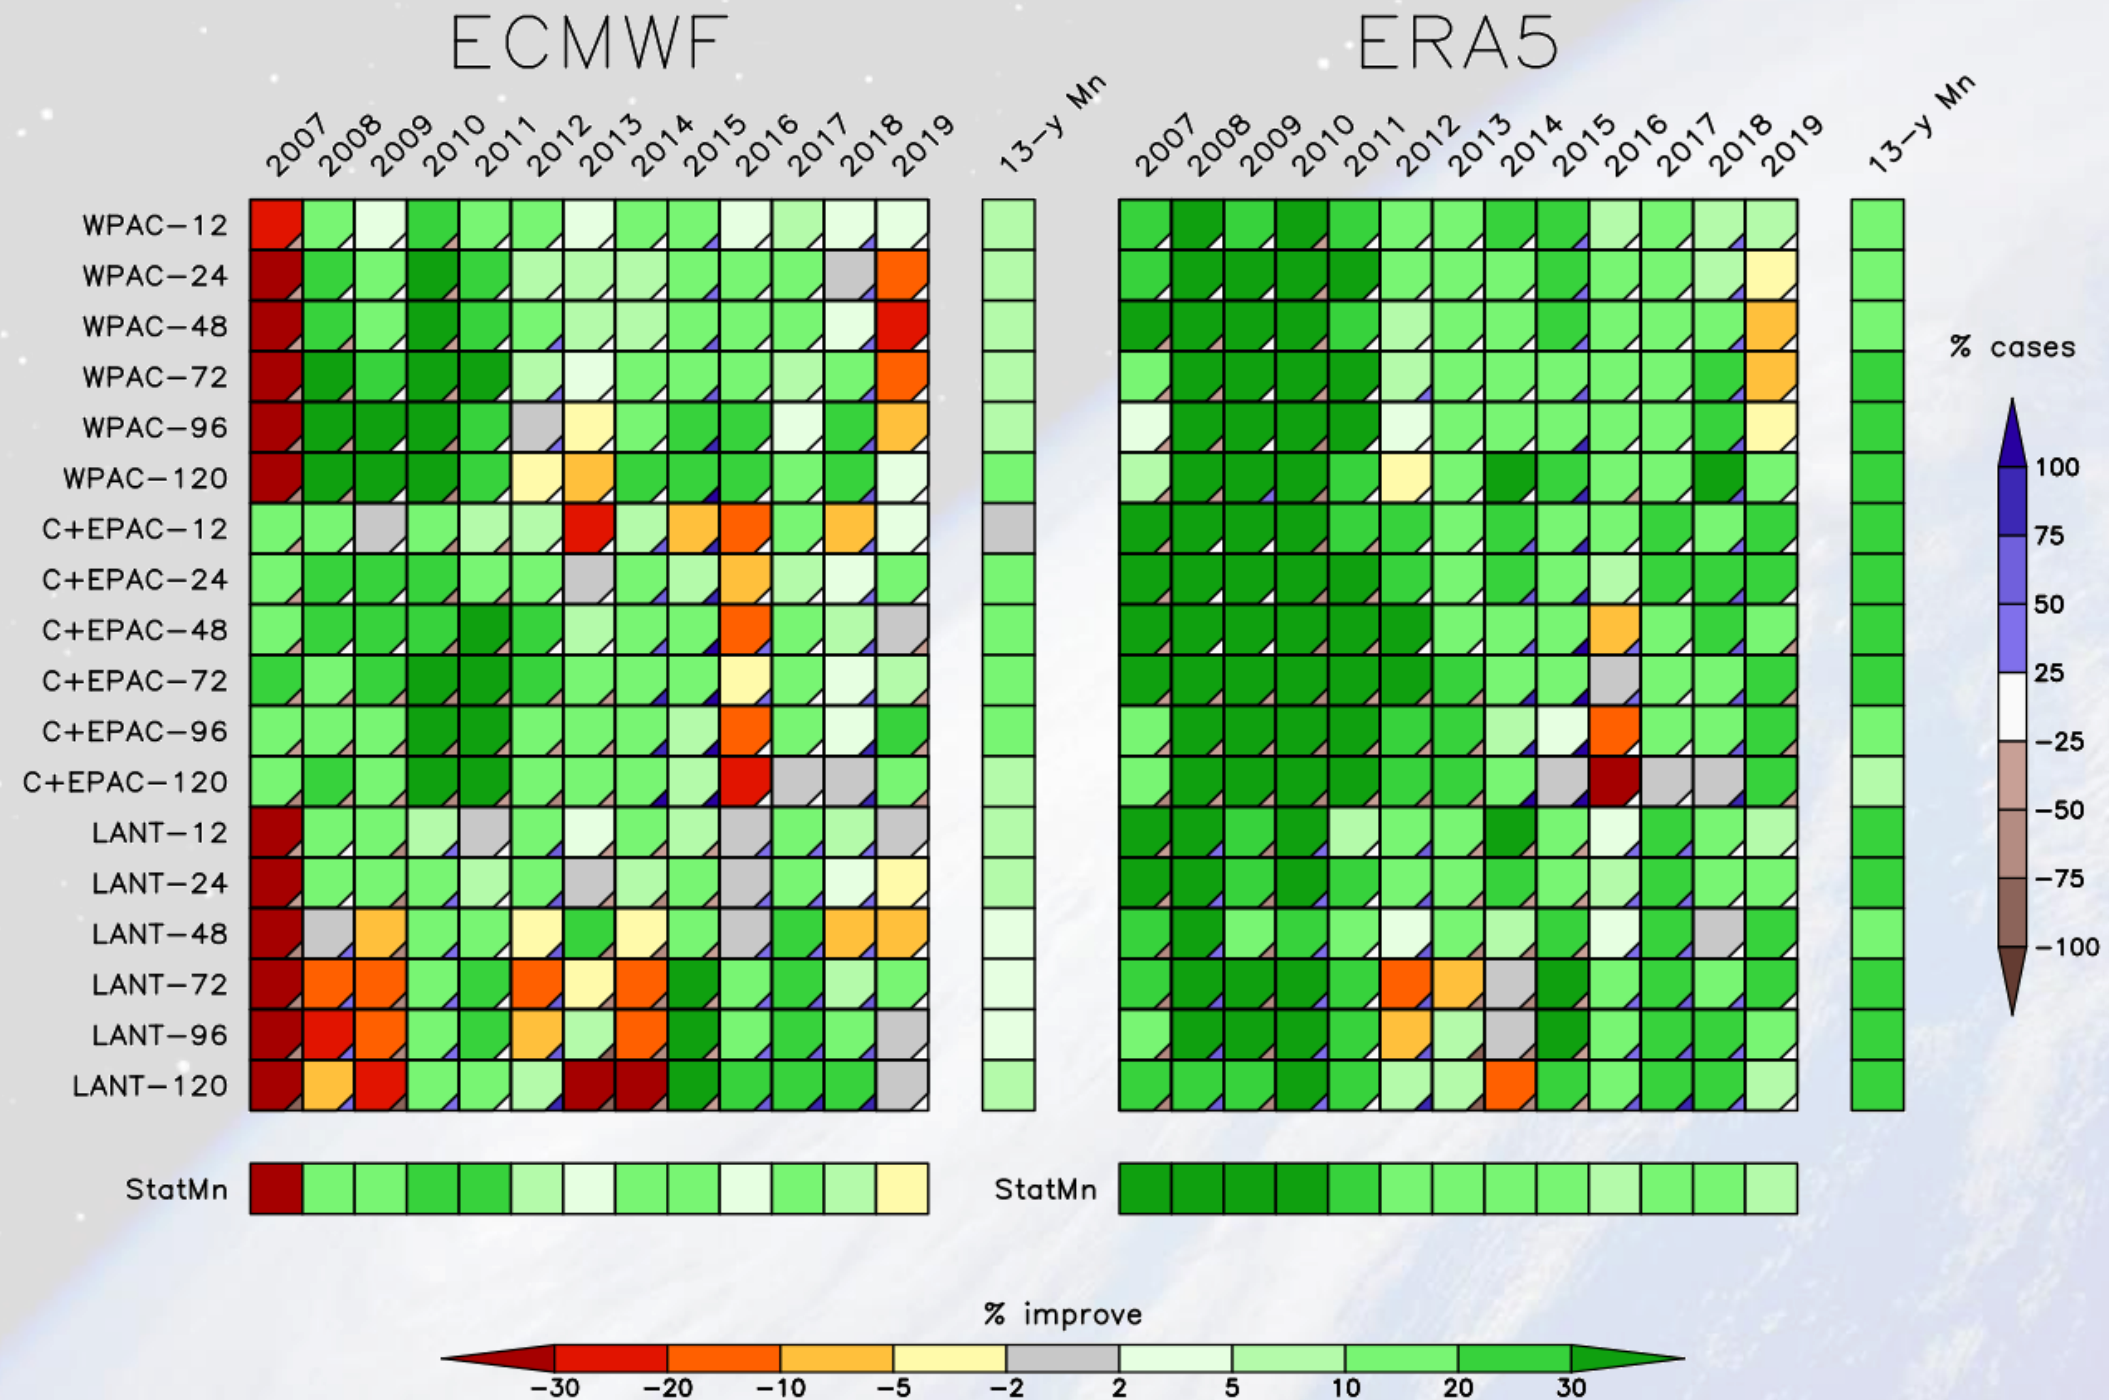 ECMWF ERA5
2007 2008 2009 2010 2011 2012 2013 2014 2015 2016 2017 2018 2019 13-y Mn 2007 2008 2009 2010 2011 2012 2013 2014 2015 2016 2017 2018 2019 13-y Mn
WPAC-12
WPAC-24
WPAC-48
WPAC-72
WPAC-96
WPAC-120
C+EPAC-12
C+EPAC-24
C+EPAC-48
C+EPAC-72
C+EPAC-96
C+EPAC-120
LANT-12
LANT-24
LANT-48
LANT-72
LANT-96
LANT-120
StatMn StatMn
% cases
100
75
50
25
-25
-50
-75
-100
% improve
-30 -20 -10 -5 -2 2 5 10 20 30